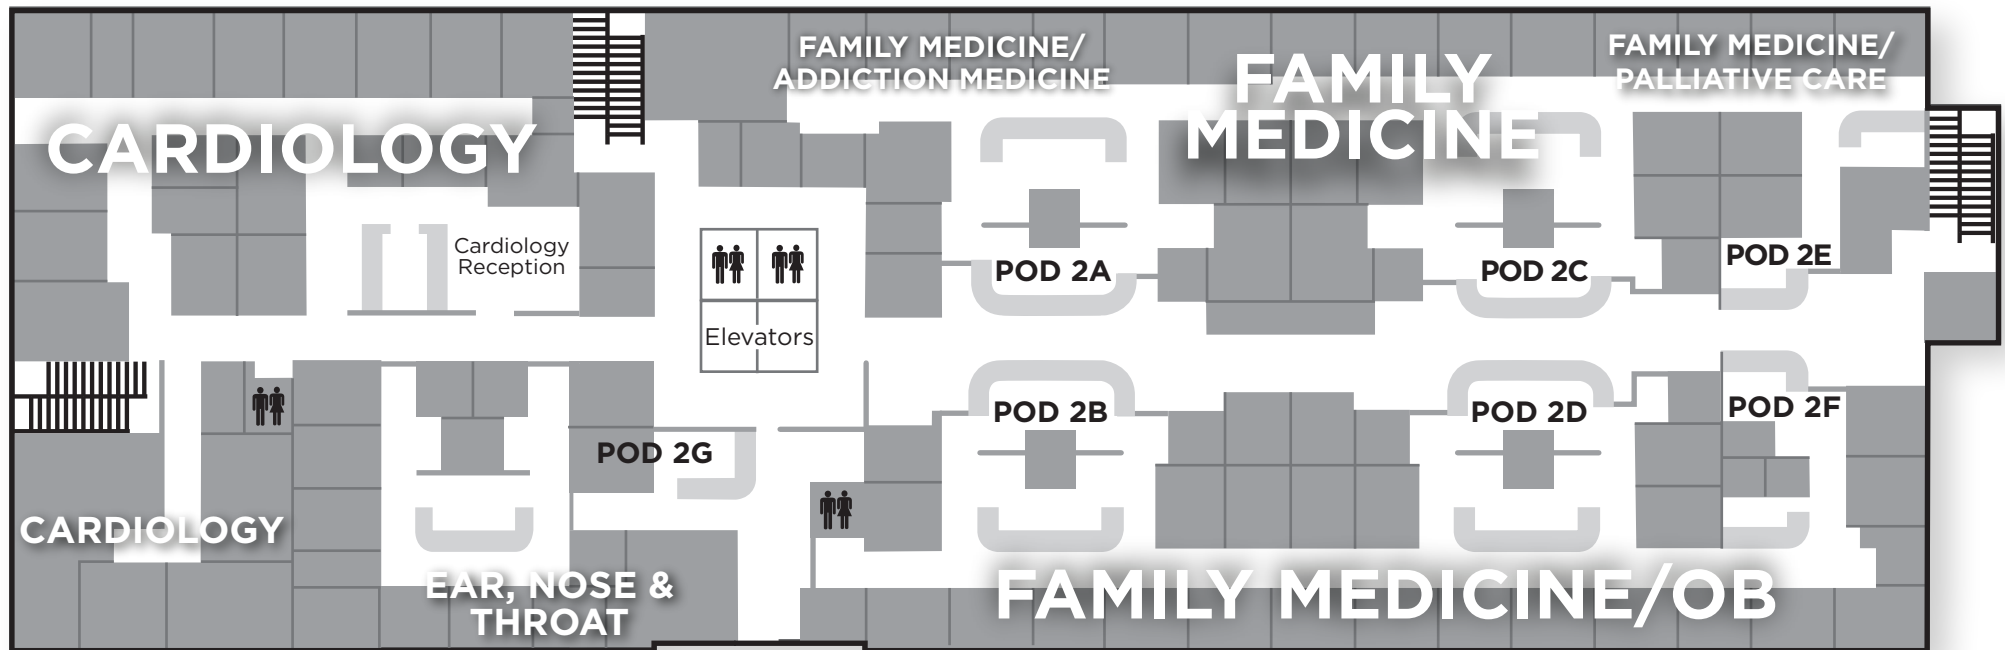 FAMILY MEDICINE/
ADDICTION MEDICINE
FAMILY
MEDICINE
FAMILY MEDICINE/
PALLIATIVE CARE
CARDIOLOGY
Cardiology
Reception
POD 2A
POD 2C
POD 2E
Elevators
POD 2B
POD 2D
POD 2F
POD 2G
CARDIOLOGY
EAR, NOSE &
THROAT
FAMILY MEDICINE/OB